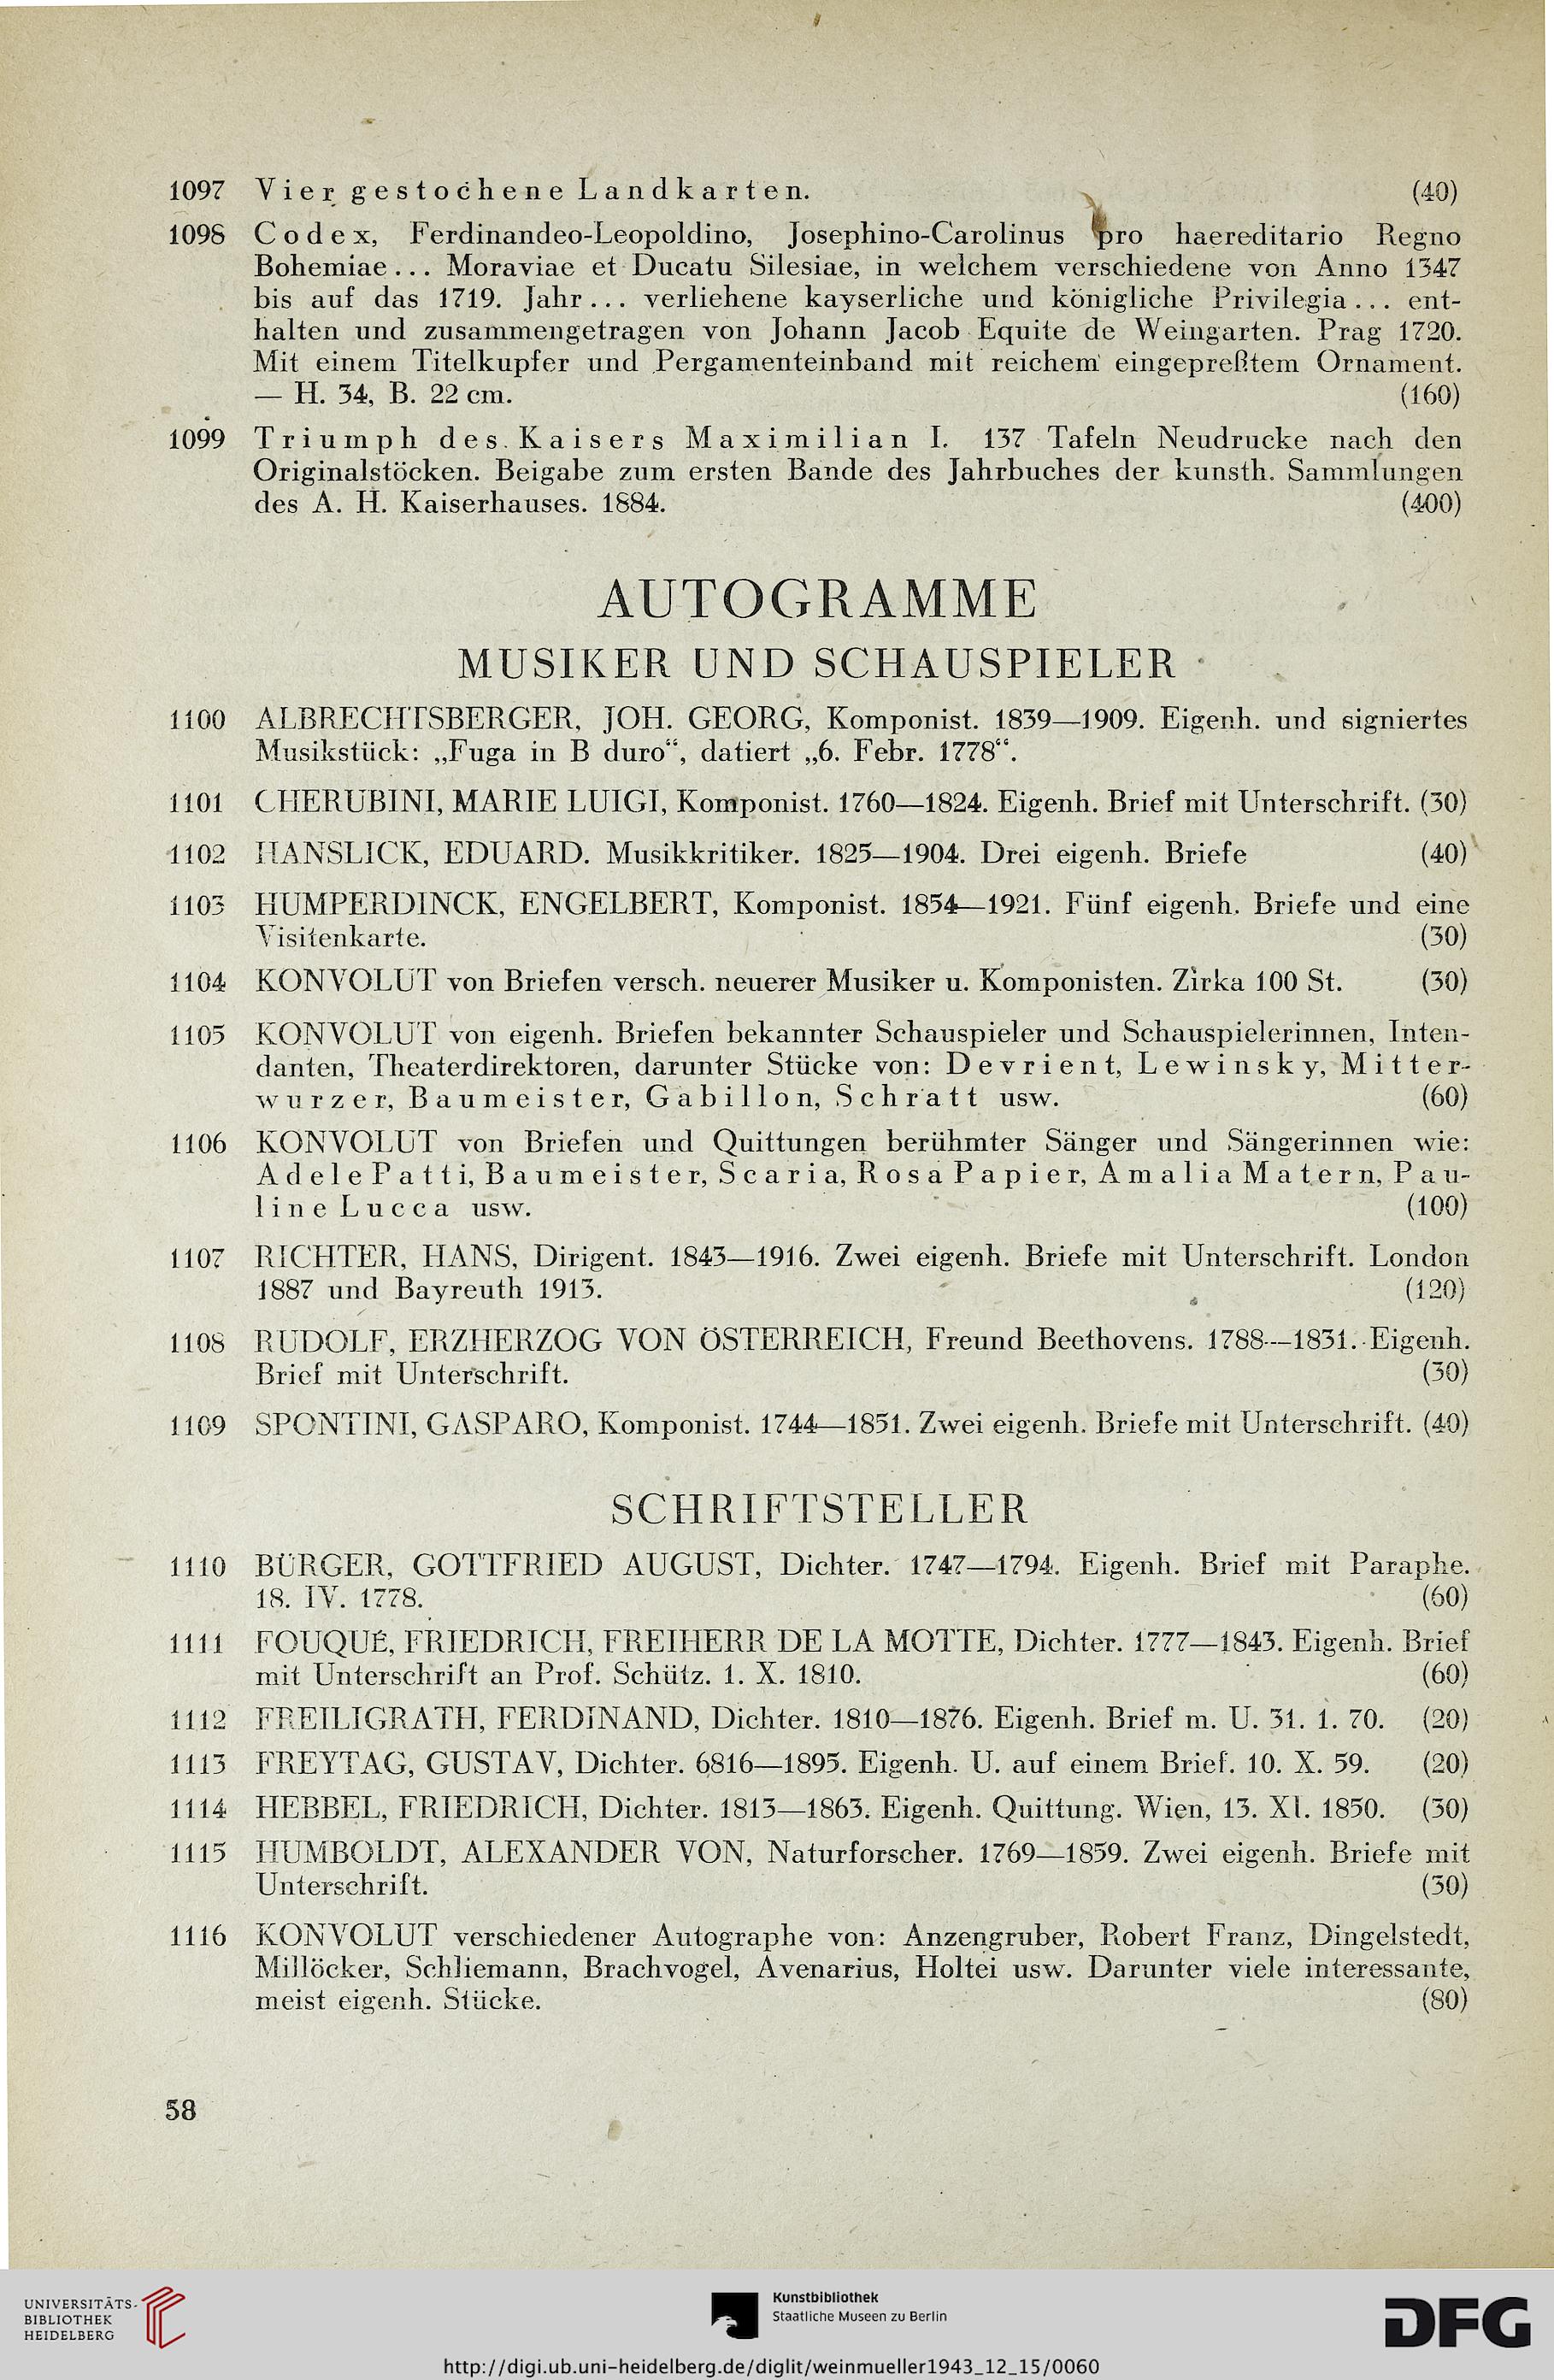 1097 Vier gestochene Landkarten. (40)
1098 Codex, Ferdinandeo-Leopoldino, Josephino-Carolinus pro haereditario Regno
Bohemiae... Moraviae et Ducatu Silesiae, in welchem verschiedene von Anno 1347
bis auf das 1719. Jahr... verliehene kayserliche und königliche Privilegia... ent-
halten und zusammengetragen von Johann Jacob Equite de Weingarten. Prag 1720.
Mit einem Titelkupfer und Pergamenteinband mit reichem eingepreßtem Ornament.
— H. 34, B. 22 cm. (160)
1099 Triumph des Kaisers Maximilian I. 137 Tafeln Neudrucke nach den
Originalstöcken. Beigabe zum ersten Bande des Jahrbuches der kunsth. Sammlungen
des A. H. Kaiserhauses. 1884. (400)
AUTOGRAMME
MUSIKER UND SCHAUSPIELER
1100 ALBRECHTSBERGER, JOH. GEORG, Komponist. 1839—1909. Eigenh. und signiertes
Musikstück: „Fuga in B duro“, datiert „6. Febr. 1778“.
1101 CHERUBINI, MARIE LUIGI, Komponist. 1760—1824. Eigenh. Brief mit Unterschrift. (30)
1102 HANSLICK, EDUARD. Musikkritiker. 1825—1904. Drei eigenh. Briefe (40)
1103 HUMPERDINCK, ENGELBERT, Komponist. 1854—1921. Fünf eigenh. Briefe und eine
Visitenkarte. (30)
1104 KONVOLUT von Briefen versch. neuerer Musiker u. Komponisten. Zirka 100 St. (30)
1105 KONVOLUT von eigenh. Briefen bekannter Schauspieler und Schauspielerinnen, Inten-
danten, Theaterdirektoren, darunter Stücke von: Devrient, Lewinsky, Mitter-
wurzer, Baumeister, Gabillon, Schratt usw. (60)
1106 KONVOLUT von Briefen und Quittungen berühmter Sänger und Sängerinnen wie:
Adele Patti, Baumeister, Scaria, Rosa Papier, Amalia Matern, Pau-
line Lucca usw. (100)
1107 RICHTER, HANS, Dirigent. 1843—1916. Zwei eigenh. Briefe mit Unterschrift. London
1887 und Bayreuth 1913. (120)
1108 RUDOLF, ERZHERZOG VON ÖSTERREICH, Freund Beethovens. 1788—1831. Eigenh.
Brief mit Unterschrift. (30)
1109 SPONTINI, GASPARO, Komponist. 1744—1851. Zwei eigenh. Briefe mit Unterschrift. (40)
SCHRIFTSTELLER
1110 BÜRGER, GOTTFRIED AUGUST, Dichter. 1747—1794. Eigenh. Brief mit Paraphe.
18. IV. 1778. (60)
1111 FOUQUÉ, FRIEDRICH, FREIHERR DE LA MOTTE, Dichter. 1777—1843. Eigenh. Brief
mit Unterschrift an Prof. Schütz. 1. X. 1810. (60)
1112 FREILIGRATH, FERDINAND, Dichter. 1810—1876. Eigenh. Brief m. U. 31. 1. 70. (20)
1113 FREYTAG, GUSTAV, Dichter. 6816—1895. Eigenh. U. auf einem Brief. 10. X. 59. (20)
1114 HEBBEL, FRIEDRICH, Dichter. 1813—1863. Eigenh. Quittung. Wien, 13. XI. 1850. (30)
1115 HUMBOLDT, ALEXANDER VON, Naturforscher. 1769—1859. Zwei eigenh. Briefe mit
Unterschrift. (30)
1116 KONVOLUT verschiedener Autographe von: Anzengruber, Robert Franz, Dingelstedt,
Millöcker, Schliemann, Brachvogel, Avenarius, Holtei usw. Darunter viele interessante,
meist eigenh. Stücke. (80)
58
UNIVERSITÄTS-
BIBLIOTHEK
HEIDELBERG
Kunstbibliothek
Staatliche Museen zu Berlin
DFG
http://digi.ub.uni-heidelberg.de/diglit/weinmueller1943_12_15/0060